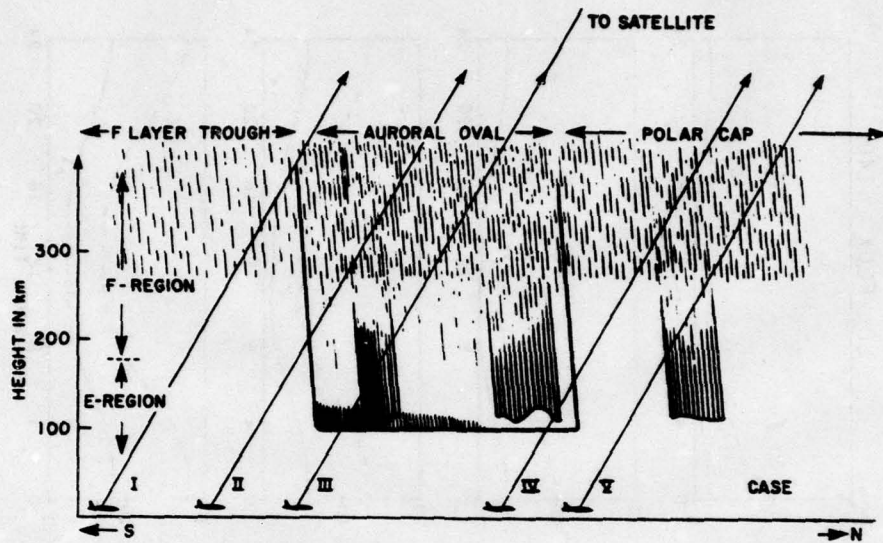 TO SATELLITE
F LAYER TROUGH
AURORAL OVAL
POLAR CAP
300
F-REGION
200
HEIGHT IN km
E-REGION
100
I
II
III
IV
V
CASE
S
N